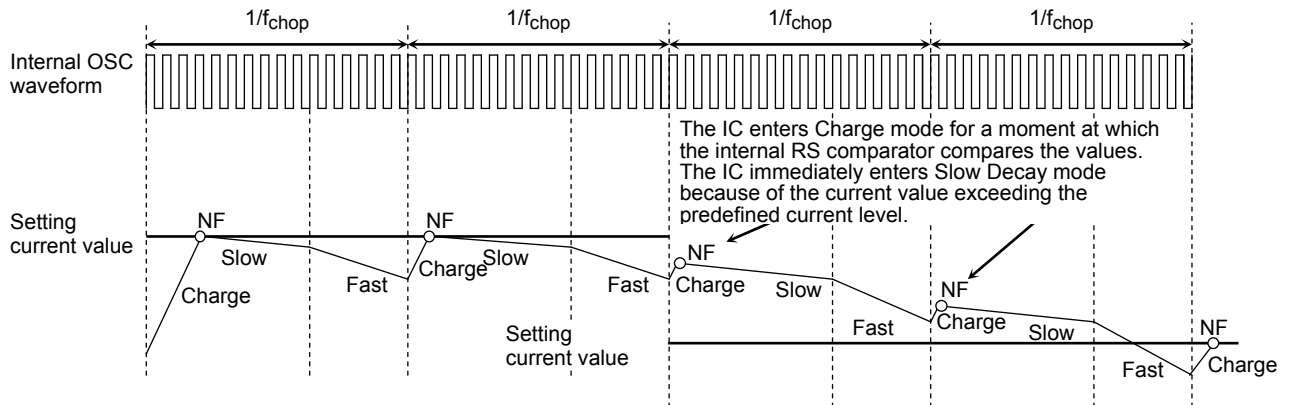 1/fchop 1/fchop 1/fchop 1/fchop
Internal OSC
waveform
The IC enters Charge mode for a moment at which
the internal RS comparator compares the values.
The IC immediately enters Slow Decay mode
because of the current value exceeding the
predefined current level.
Setting
current value
NF
Slow
Charge
Fast
NF
Charge
Slow
Fast
NF
Charge
Slow
Fast
NF
Charge
Slow
Fast
NF
Charge
Setting
current value